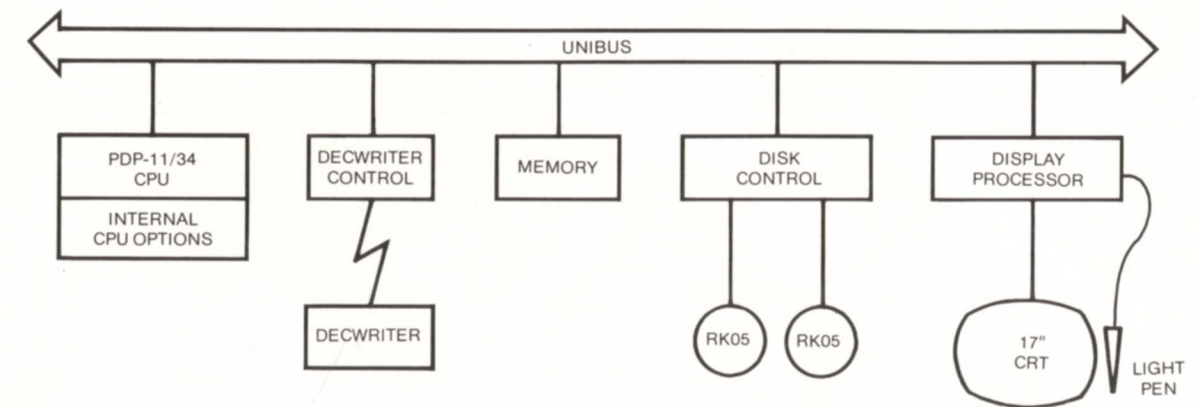 UNIBUS
PDP-11/34
CPU
INTERNAL
CPU OPTIONS
DECWRITER
CONTROL
DECWRITER
MEMORY
DISK
CONTROL
RK05
RK05
DISPLAY
PROCESSOR
17"
CRT
LIGHT
PEN